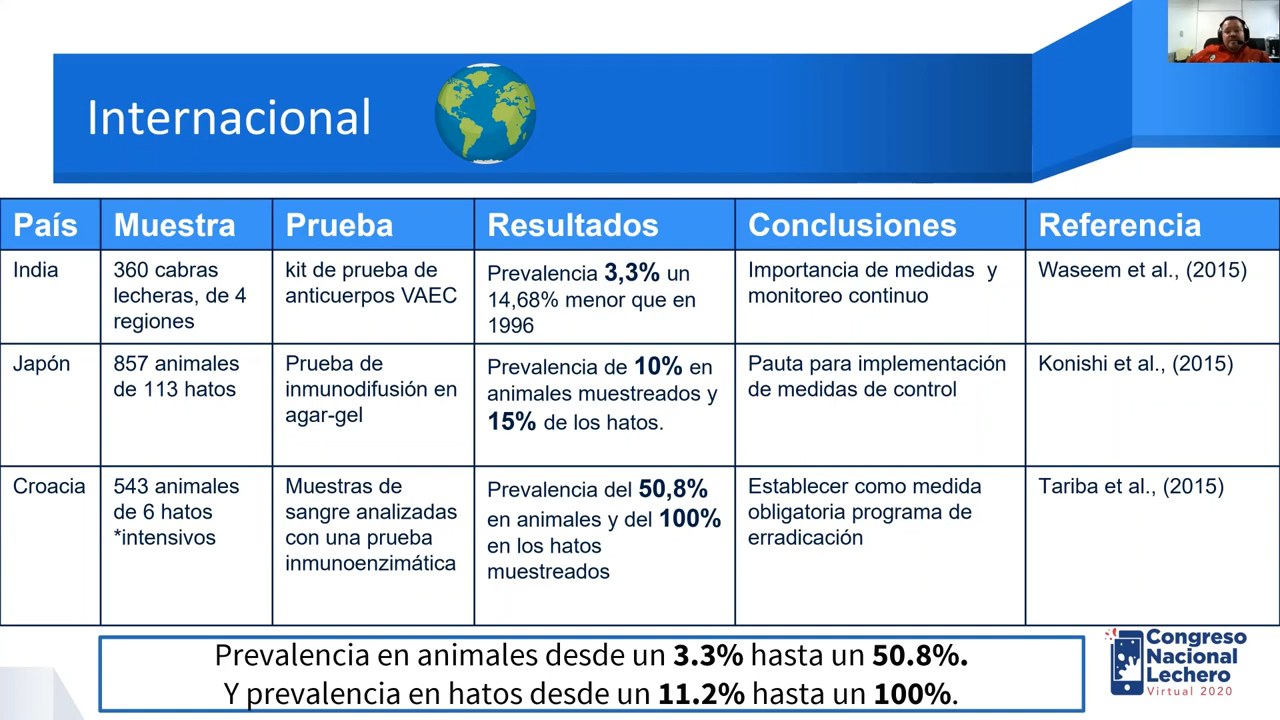 Internacional
País Muestra Prueba Resultados Conclusiones Referencia
India
360 cabras
lecheras, de 4
regiones
kit de prueba de
anticuerpos VAEC
Prevalencia 3,3% un
14,68% menor que en
1996
Importancia de medidas y
monitoreo continuo
Waseem et al., (2015)
Japón
857 animales
de 113 hatos
Prueba de
inmunodifusión en
agar-gel
Prevalencia de 10% en
animales muestreados y
15% de los hatos.
Pauta para implementación
de medidas de control
Konishi et al., (2015)
Croacia
543 animales
de 6 hatos
*intensivos
Muestras de
sangre analizadas
con una prueba
inmunoenzimática
Prevalencia del 50,8%
en animales y del 100%
en los hatos
muestreados
Establecer como medida
obligatoria programa de
erradicación
Tariba et al., (2015)
Prevalencia en animales desde un 3.3% hasta un 50.8%.
Y prevalencia en hatos desde un 11.2% hasta un 100%.
Congreso
Nacional
Lechero
Virtual 2020